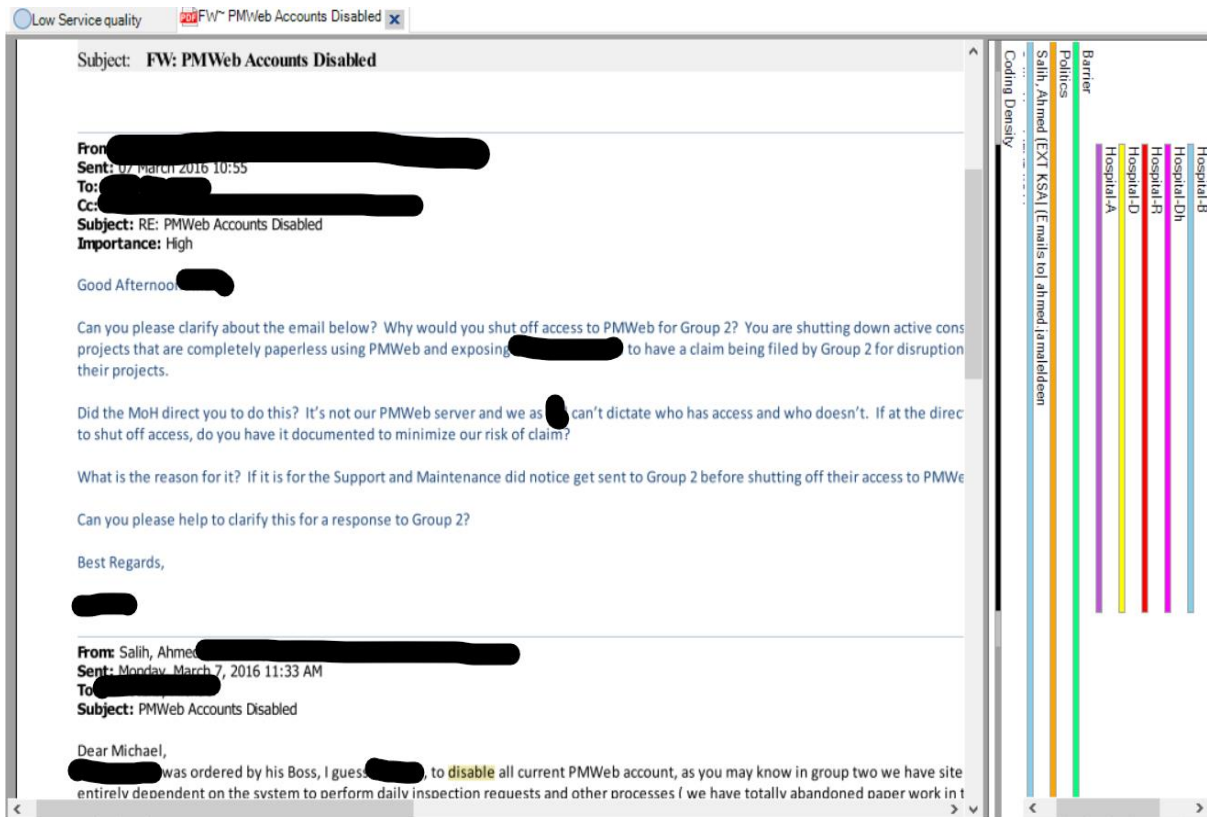 Low Service quality
FW~ PMWeb Accounts Disabled
Subject: FW: PMWeb Accounts Disabled
From
Sent: 07 March 2016 10:55
To:
Cc:
Subject: RE: PMWeb Accounts Disabled
Importance: High
Good Afternoon
Can you please clarify about the email below? Why would you shut off access to PMWeb for Group 2? You are shutting down active cons
projects that are completely paperless using PMWeb and exposing to have a claim being filed by Group 2 for disruption
their projects.
Did the MoH direct you to do this? It's not our PMWeb server and we as can't dictate who has access and who doesn't. If at the direc
to shut off access, do you have it documented to minimize our risk of claim?
What is the reason for it? If it is for the Support and Maintenance did notice get sent to Group 2 before shutting off their access to PMWe
Can you please help to clarify this for a response to Group 2?
Best Regards,
From: Salih, Ahmed
Sent: Monday, March 7, 2016 11:33 AM
To
Subject: PMWeb Accounts Disabled
Dear Michael,
was ordered by his Boss, I guess , to disable all current PMWeb account, as you may know in group two we have site
entirely dependent on the system to perform daily inspection requests and other processes ( we have totally abandoned paper work in t
Hospital-B
Hospital-Dh
Hospital-R
Hospital-D
Hospital-A
Barrier
Politics
Salih, Ahmed (EXT KSA) (Emails to) ahmed.jamaleldeen
Coding Density